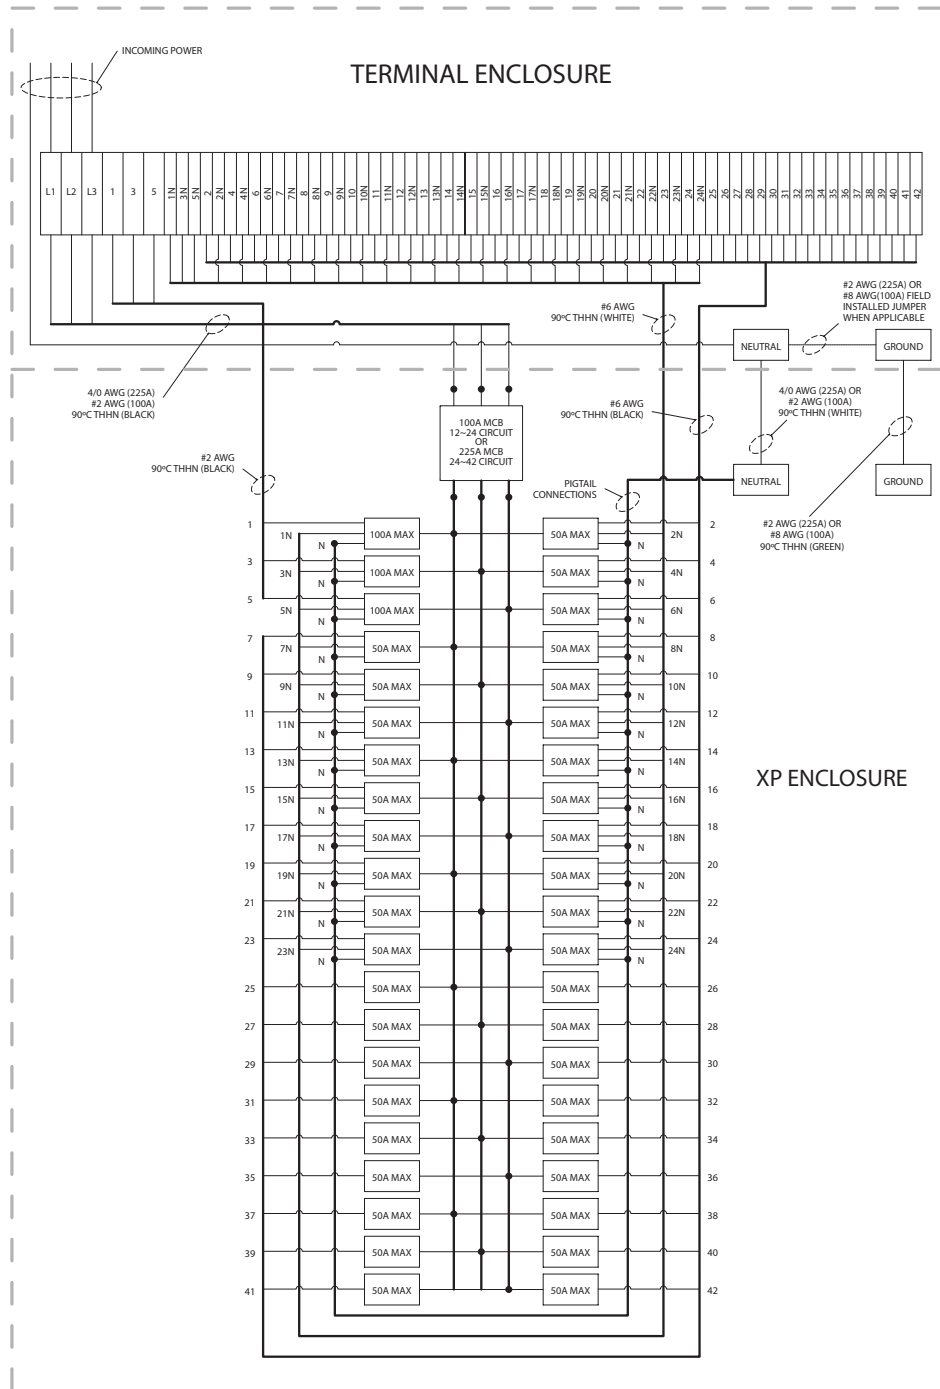 INCOMING POWER
TERMINAL ENCLOSURE
L1 L2 L3 1 3 5 1N 3N 5N 2 2N 4 4N 6 6N 7 7N 8 8N 9 9N 10 10N 11 11N 12 12N 13 13N 14 14N 15 15N 16 16N 17 17N 18 18N 19 19N 20 20N 21 21N 22 22N 23 23N 24 24N 25 26 27 28 29 30 31 32 33 34 35 36 37 38 39 40 41 42
#2 AWG (225A) OR
#8 AWG(100A) FIELD
INSTALLED JUMPER
WHEN APPLICABLE
#6 AWG
90ºC THHN (WHITE)
NEUTRAL
GROUND
4/0 AWG (225A)
#2 AWG (100A)
90ºC THHN (BLACK)
4/0 AWG (225A) OR
#2 AWG (100A)
90ºC THHN (WHITE)
#6 AWG
90ºC THHN (BLACK)
100A MCB
12~24 CIRCUIT
OR
225A MCB
24~42 CIRCUIT
#2 AWG
90ºC THHN (BLACK)
PIGTAIL
CONNECTIONS
NEUTRAL
GROUND
#2 AWG (225A) OR
#8 AWG (100A)
90ºC THHN (GREEN)
1 2
1N 100A MAX 50A MAX 2N
N N
3 4
3N 100A MAX 50A MAX 4N
N N
5 6
5N 100A MAX 50A MAX 6N
N N
7 8
7N 50A MAX 50A MAX 8N
N N
9 10
9N 50A MAX 50A MAX 10N
N N
11 12
11N 50A MAX 50A MAX 12N
N N
13 14
13N 50A MAX 50A MAX 14N
N N
XP ENCLOSURE
15 16
15N 50A MAX 50A MAX 16N
N N
17 18
17N 50A MAX 50A MAX 18N
N N
19 20
19N 50A MAX 50A MAX 20N
N N
21 22
21N 50A MAX 50A MAX 22N
N N
23 24
23N 50A MAX 50A MAX 24N
N N
25 50A MAX 50A MAX 26
27 50A MAX 50A MAX 28
29 50A MAX 50A MAX 30
31 50A MAX 50A MAX 32
33 50A MAX 50A MAX 34
35 50A MAX 50A MAX 36
37 50A MAX 50A MAX 38
39 50A MAX 50A MAX 40
41 50A MAX 50A MAX 42